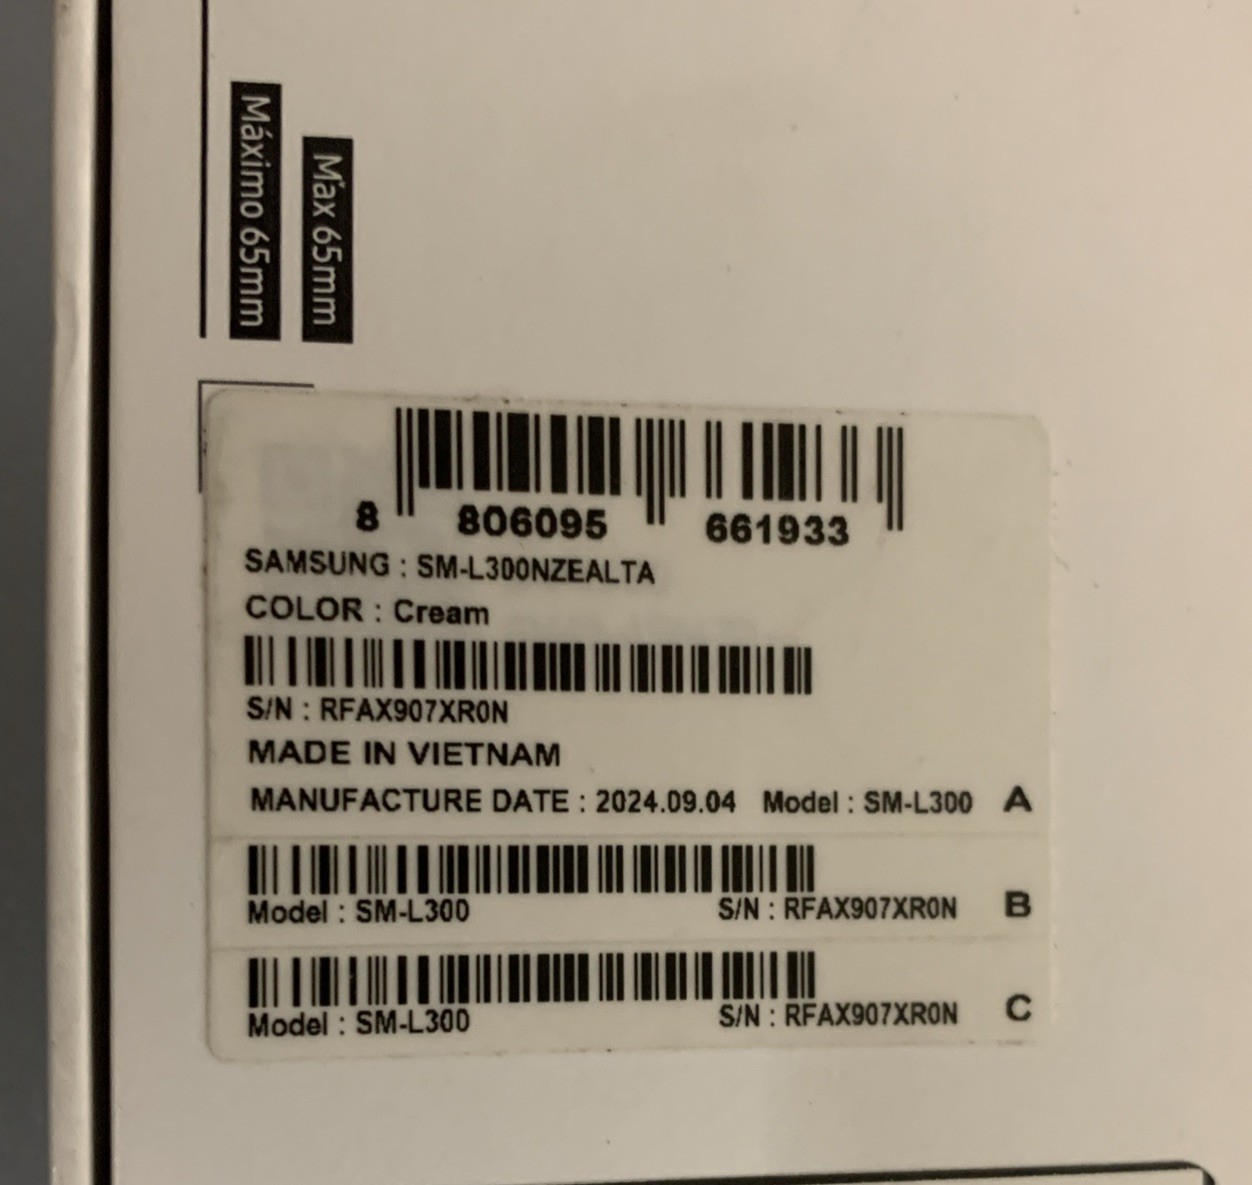 Máximo 65mm
Max 65mm
8 806095 661933
SAMSUNG : SM-L300NZEALTA
COLOR : Cream
S/N : RFAX907XR0N
MADE IN VIETNAM
MANUFACTURE DATE : 2024.09.04 Model : SM-L300 A
Model : SM-L300 S/N : RFAX907XR0N B
Model : SM-L300 S/N : RFAX907XR0N C